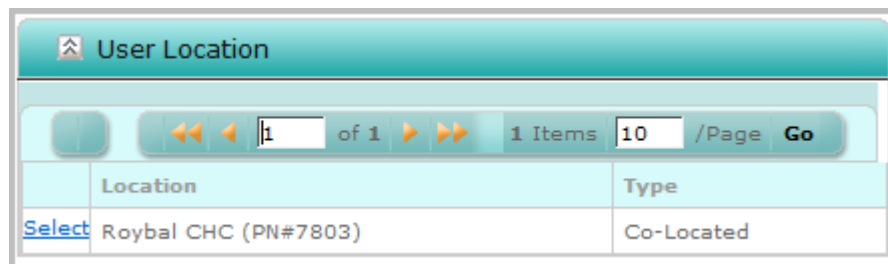 User Location
1 of 1 1 Items 10 /Page Go
Location Type
Select Roybal CHC (PN#7803) Co-Located